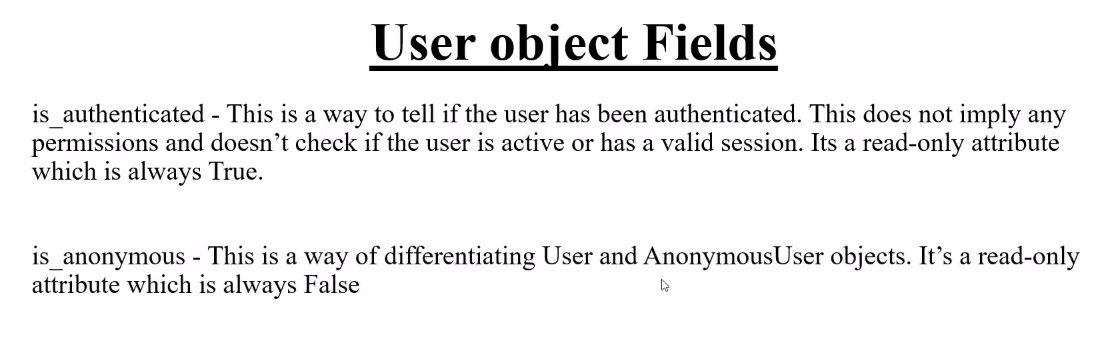 User object Fields
is_authenticated - This is a way to tell if the user has been authenticated. This does not imply any
permissions and doesn’t check if the user is active or has a valid session. Its a read-only attribute
which is always True.
is_anonymous - This is a way of differentiating User and AnonymousUser objects. It’s a read-only
attribute which is always False